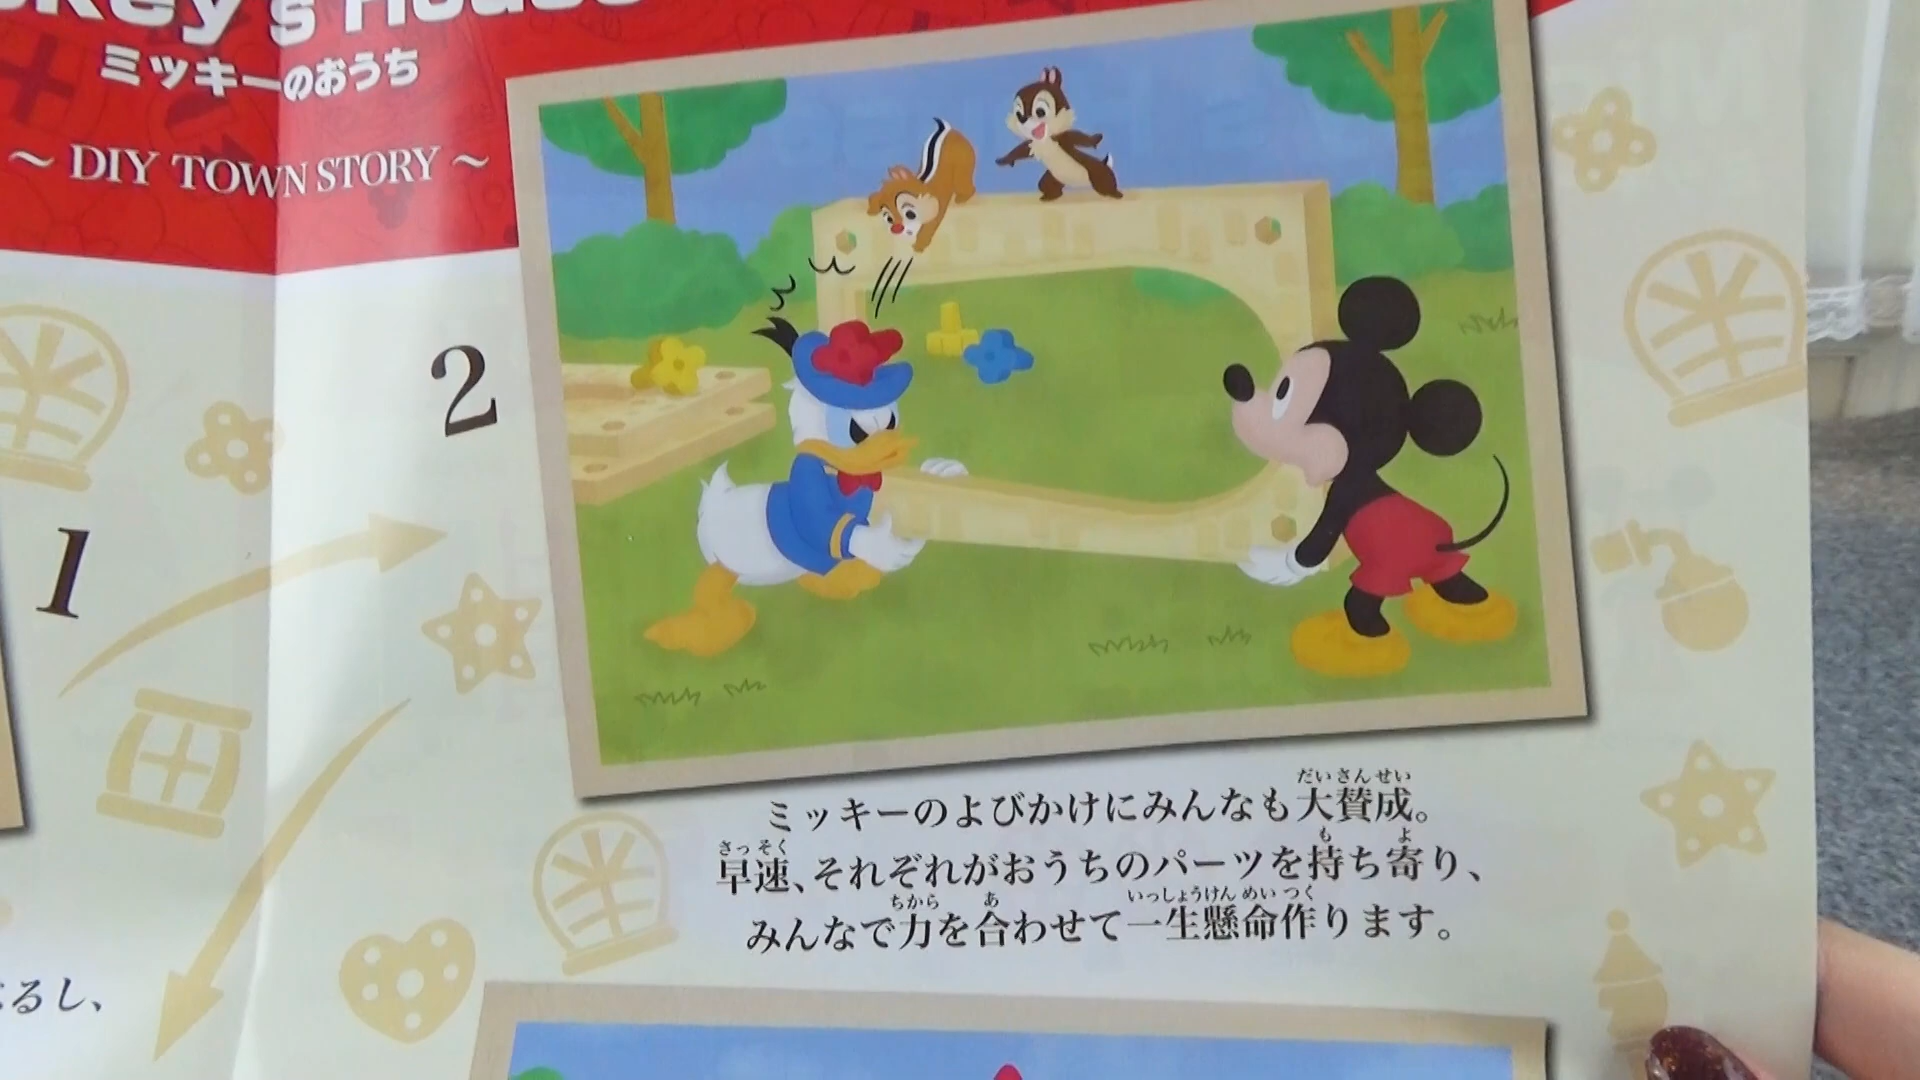 key's House
ミッキーのおうち
～ DIY TOWN STORY ～
1
2
だいさんせい
ミッキーのよびかけにみんなも大賛成。
さっそく も よ
早速、それぞれがおうちのパーツを持ち寄り、
ちから あ いっしょうけんめいつく
みんなで力を合わせて一生懸命作ります。
るし、